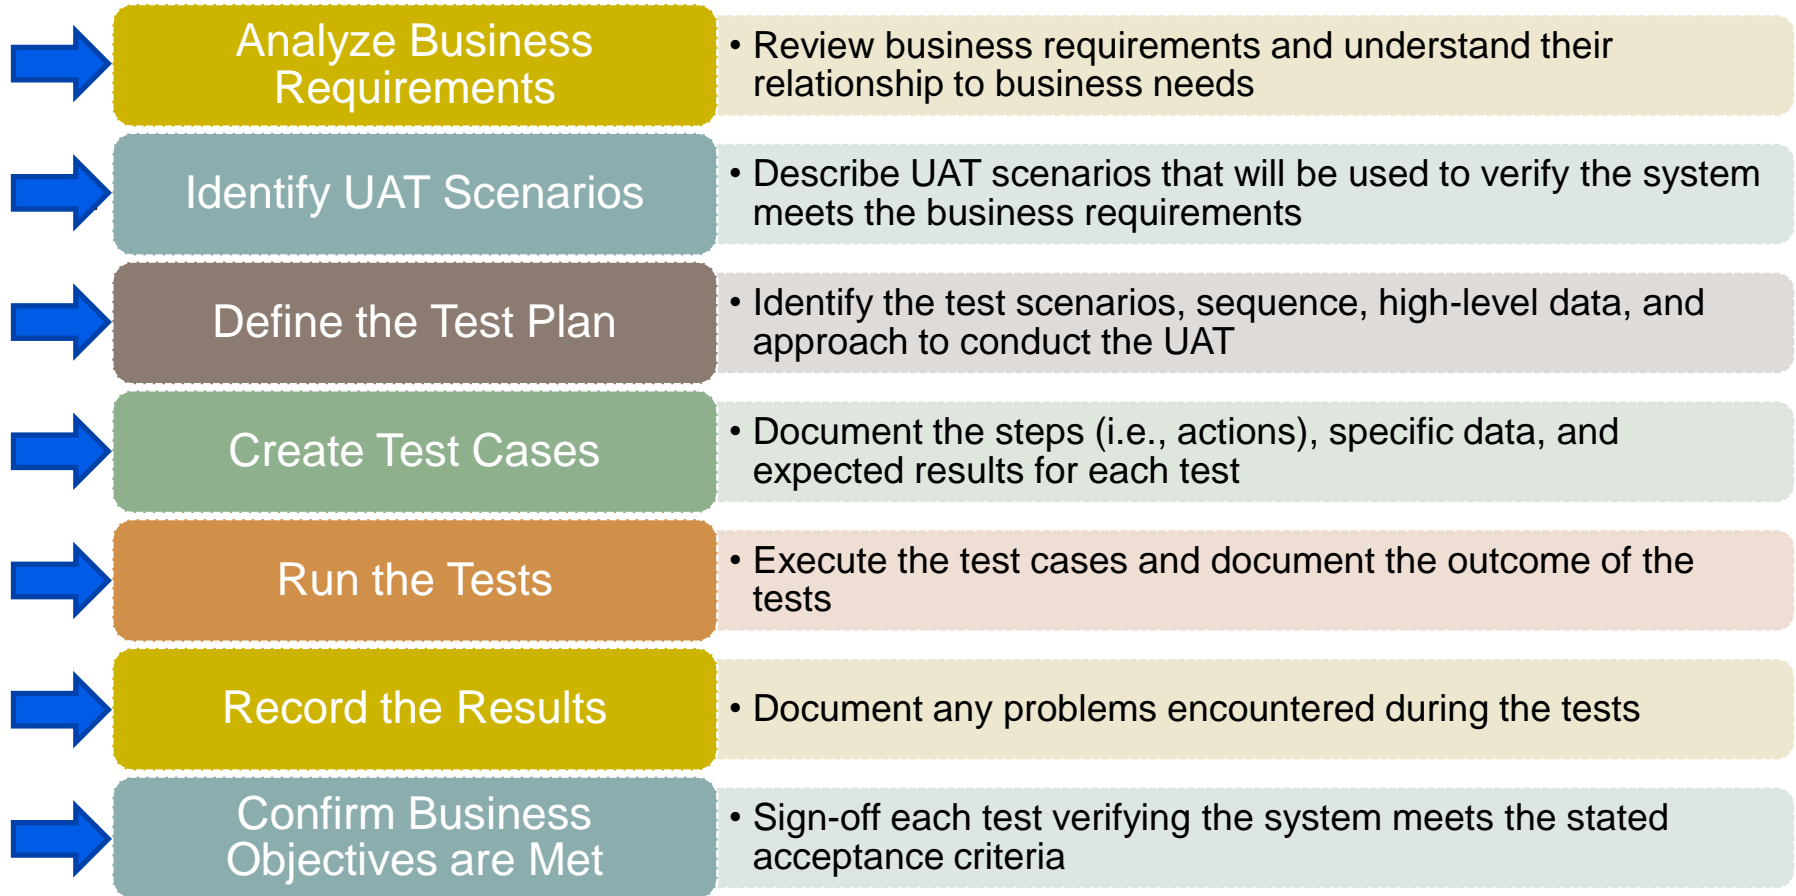 Analyze Business
Requirements
• Review business requirements and understand their
relationship to business needs
Identify UAT Scenarios
• Describe UAT scenarios that will be used to verify the system
meets the business requirements
Define the Test Plan
• Identify the test scenarios, sequence, high-level data, and
approach to conduct the UAT
Create Test Cases
• Document the steps (i.e., actions), specific data, and
expected results for each test
Run the Tests
• Execute the test cases and document the outcome of the
tests
Record the Results
• Document any problems encountered during the tests
Confirm Business
Objectives are Met
• Sign-off each test verifying the system meets the stated
acceptance criteria